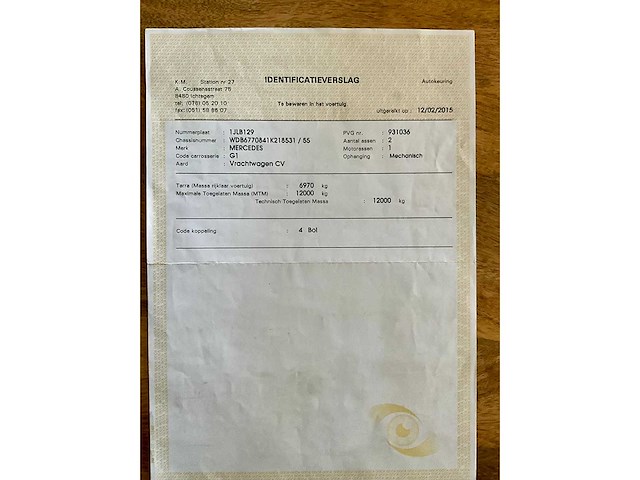 IDENTIFICATIEVERSLAG
K.M. Station nr 27
A. Coussensstraat 75
8480 Ichtegem
Autokeuring
Te bewaren in het voertuig.
uitgereikt op : 12/02/2015
Nummerplaat : 1JLB129
PVG nr. : 931036
Chassisnummer : WDB6770841K218531 / 55
Aantal assen : 2
Merk : MERCEDES
Motorassen : 1
Code carrosserie : G1
Ophanging : Mechanisch
Aard : Vrachtwagen CV
Tarra (Massa rijklaar voertuig) : 6970 kg
Maximale Toegelaten Massa (MTM) : 12000 kg
Technisch Toegelaten Massa : 12000 kg
Code koppeling : 4 Bol